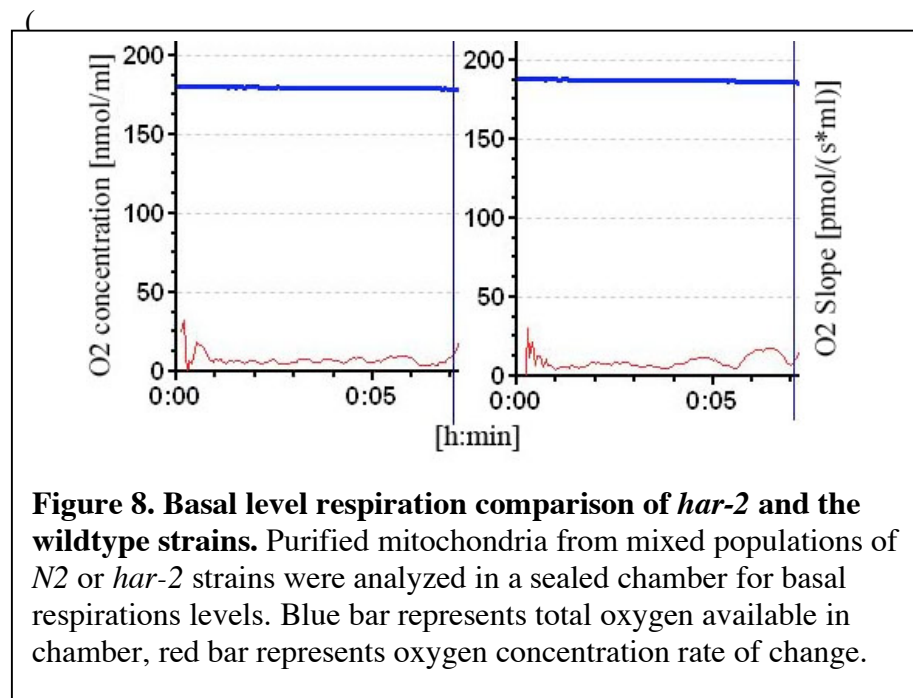 (
200
150
100
50
0
0:00
0:05
O2 concentration [nmol/ml]
200
150
100
50
0
0:00
0:05
O2 Slope [pmol/(s*ml)]
[h:min]
Figure 8. Basal level respiration comparison of har-2 and the
wildtype strains. Purified mitochondria from mixed populations of
N2 or har-2 strains were analyzed in a sealed chamber for basal
respirations levels. Blue bar represents total oxygen available in
chamber, red bar represents oxygen concentration rate of change.